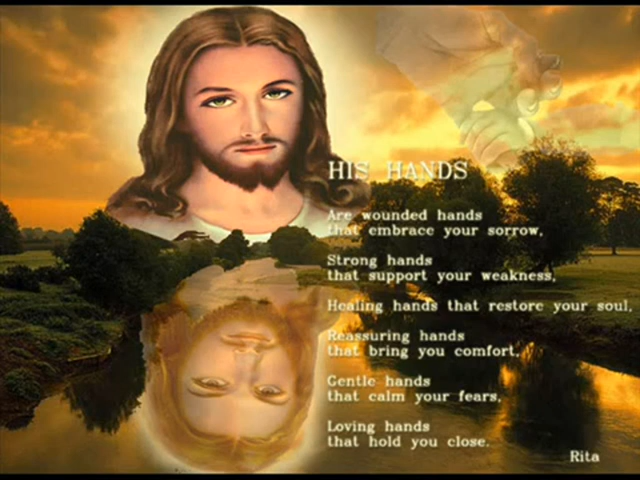 HIS HANDS
Are wounded hands
that embrace your sorrow,
Strong hands
that support your weakness,
Healing hands that restore your soul,
Reassuring hands
that bring you comfort,
Gentle hands
that calm your fears,
Loving hands
that hold you close.
Rita